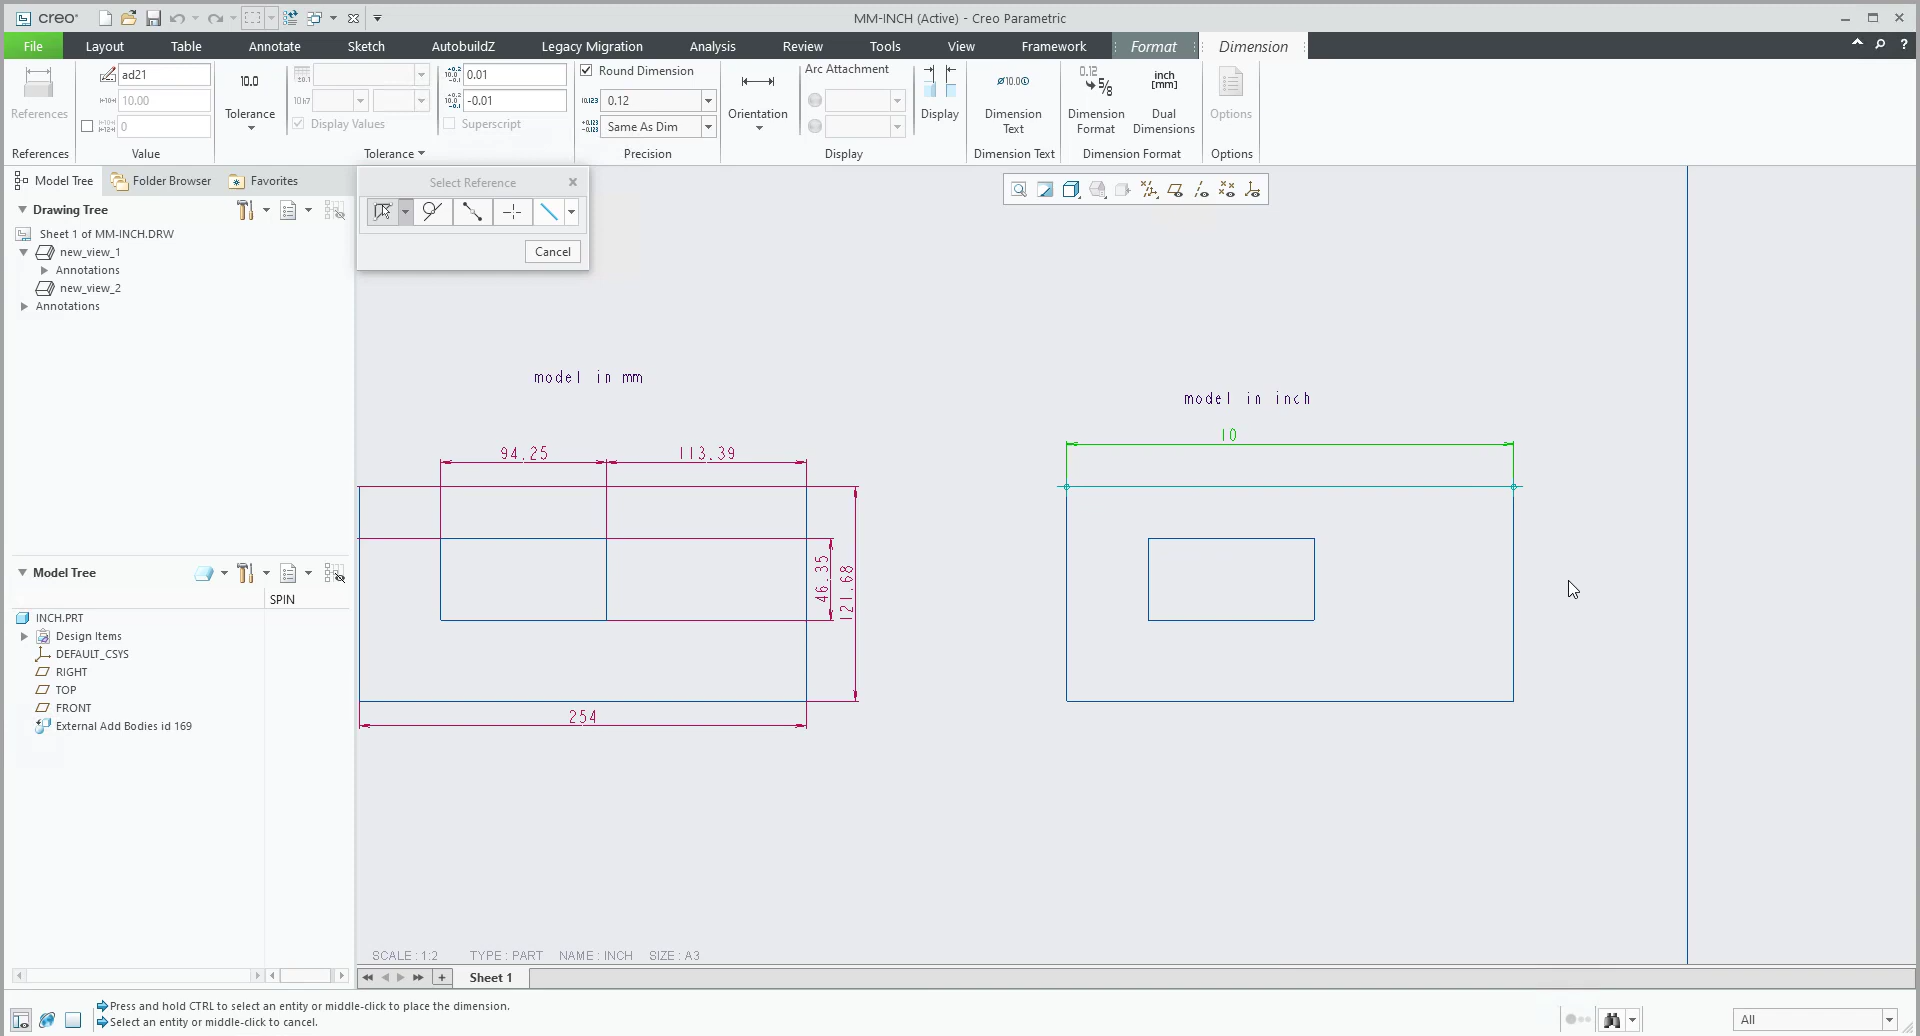 creo
MM-INCH (Active) - Creo Parametric
File
Layout
Table
Annotate
Sketch
AutobuildZ
Legacy Migration
Analysis
Review
Tools
View
Framework
Format
Dimension
References
References
ad21
10.00
0
Value
10.0
Tolerance
Display Values
0.01
-0.01
Superscript
Tolerance
Round Dimension
0.12
Same As Dim
Precision
Orientation
Arc Attachment
Display
Display
Dimension
Text
Dimension Text
Dimension
Format
inch
[mm]
Dual
Dimensions
Dimension Format
Options
Options
Model Tree
Folder Browser
Favorites
Drawing Tree
Sheet 1 of MM-INCH.DRW
new_view_1
Annotations
new_view_2
Annotations
Select Reference
Cancel
model in mm
model in inch
94.25
113.39
46.35
121.68
254
10
Model Tree
SPIN
INCH.PRT
Design Items
DEFAULT_CSYS
RIGHT
TOP
FRONT
External Add Bodies id 169
SCALE : 1:2 TYPE : PART NAME : INCH SIZE : A3
Sheet 1
Press and hold CTRL to select an entity or middle-click to place the dimension.
Select an entity or middle-click to cancel.
All